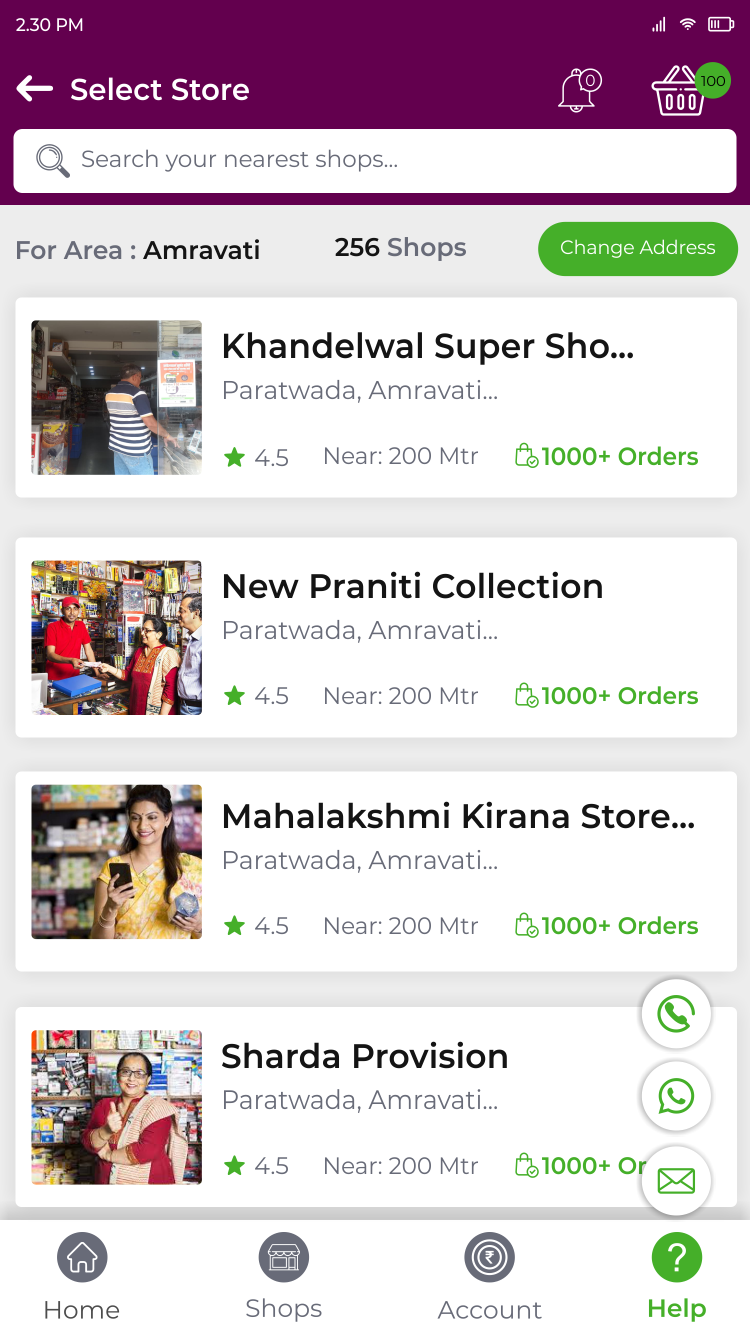 2.30 PM
Select Store
0
100
Search your nearest shops...
For Area : Amravati
256 Shops
Change Address
Khandelwal Super Sho...
Paratwada, Amravati...
4.5 Near: 200 Mtr 1000+ Orders
New Praniti Collection
Paratwada, Amravati...
4.5 Near: 200 Mtr 1000+ Orders
Mahalakshmi Kirana Store...
Paratwada, Amravati...
4.5 Near: 200 Mtr 1000+ Orders
Sharda Provision
Paratwada, Amravati...
4.5 Near: 200 Mtr 1000+ Or
Home Shops Account Help